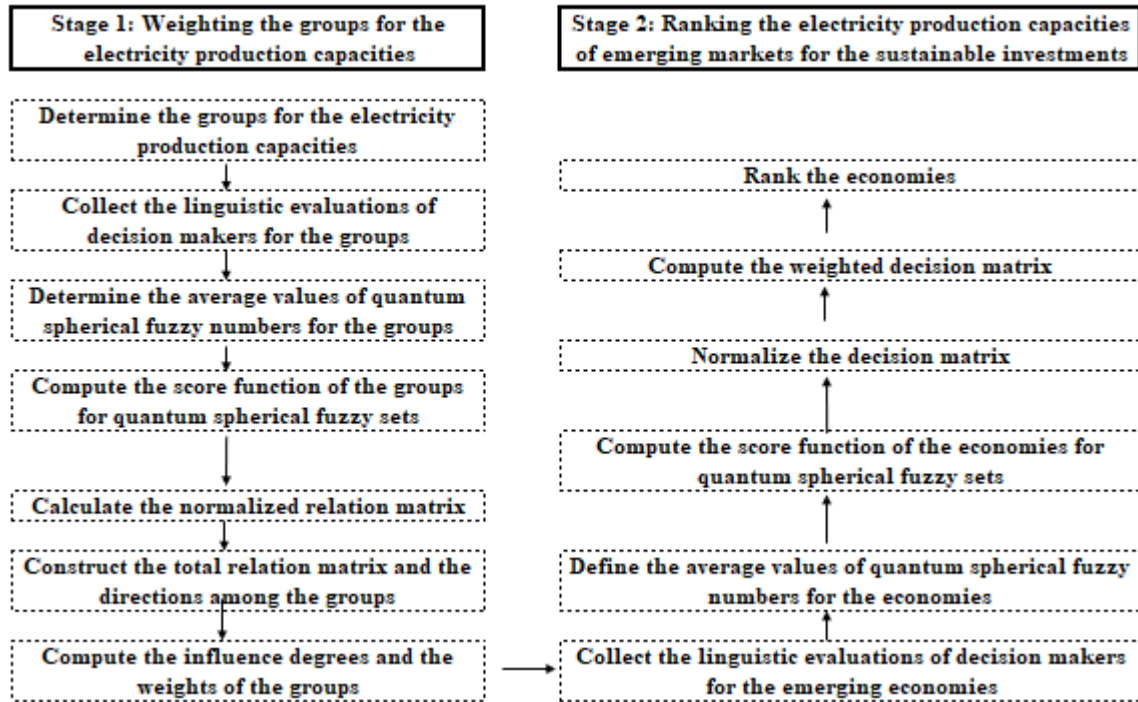 Stage 1: Weighting the groups for the
electricity production capacities
Determine the groups for the electricity
production capacities
Collect the linguistic evaluations of
decision makers for the groups
Determine the average values of quantum
spherical fuzzy numbers for the groups
Compute the score function of the groups
for quantum spherical fuzzy sets
Calculate the normalized relation matrix
Construct the total relation matrix and the
directions among the groups
Compute the influence degrees and the
weights of the groups
Stage 2: Ranking the electricity production capacities
of emerging markets for the sustainable investments
Rank the economies
Compute the weighted decision matrix
Normalize the decision matrix
Compute the score function of the economies for
quantum spherical fuzzy sets
Define the average values of quantum spherical fuzzy
numbers for the economies
Collect the linguistic evaluations of decision makers
for the emerging economies